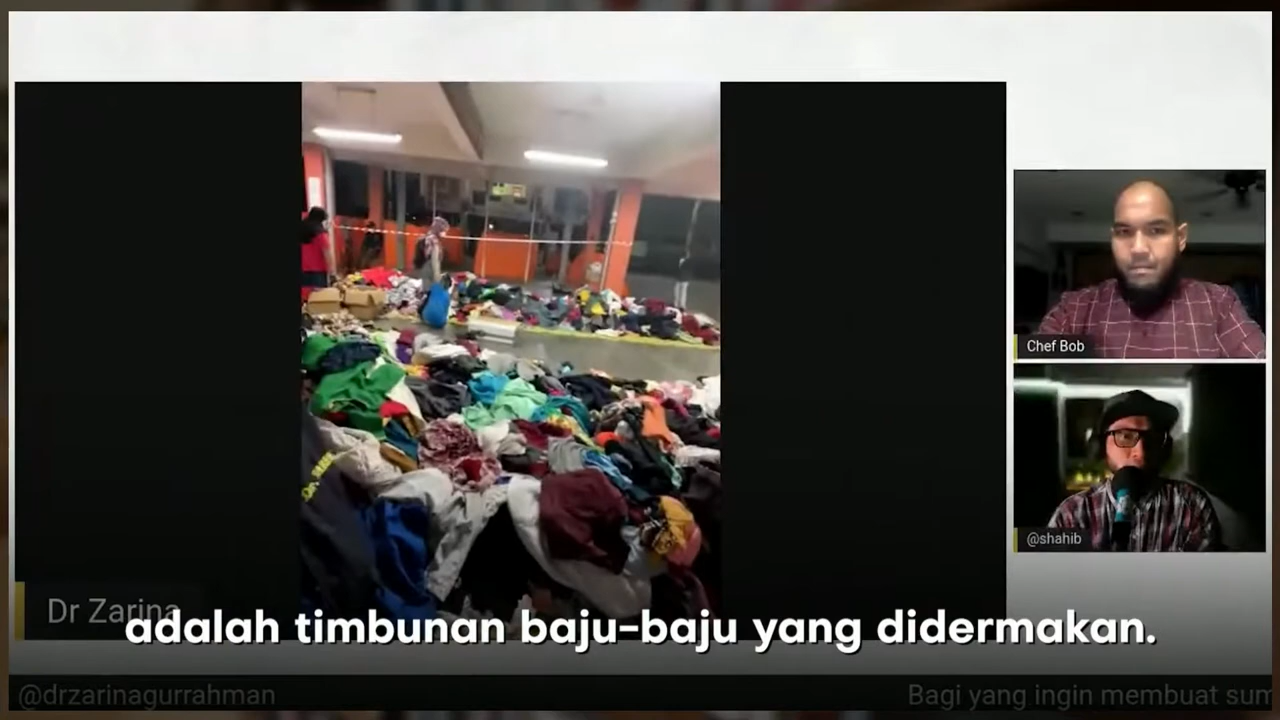 Chef Bob
@shahib
Dr Zarina
adalah timbunan baju-baju yang didermakan.
@drzarinagurrahman
Bagi yang ingin membuat sum